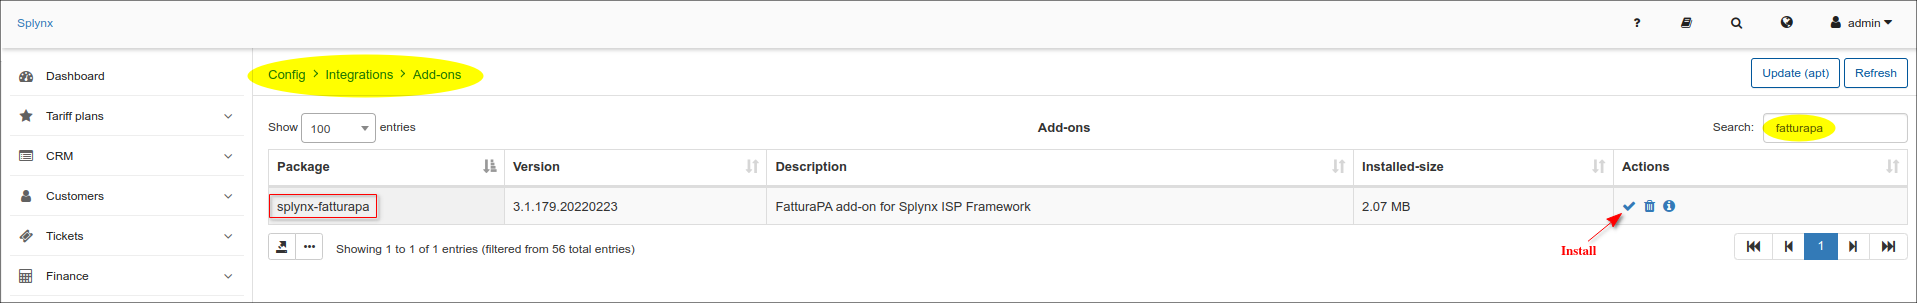 Splynx
? admin
Dashboard
Tariff plans
CRM
Customers
Tickets
Finance
Config > Integrations > Add-ons
Update (apt) Refresh
Show 100 entries
Add-ons
Search: fatturapa
Package Version Description Installed-size Actions
splynx-fatturapa 3.1.179.20220223 FatturaPA add-on for Splynx ISP Framework 2.07 MB
Install
Showing 1 to 1 of 1 entries (filtered from 56 total entries)
1